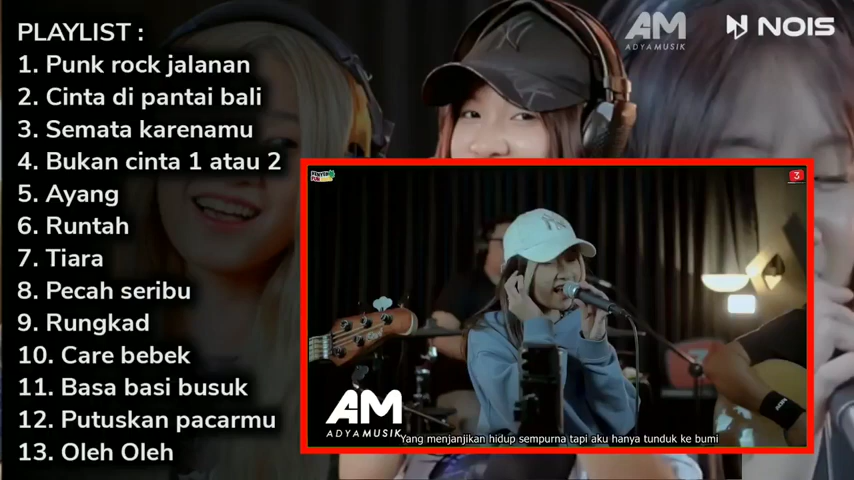 PLAYLIST :
1. Punk rock jalanan
2. Cinta di pantai bali
3. Semata karenamu
4. Bukan cinta 1 atau 2
5. Ayang
6. Runtah
7. Tiara
8. Pecah seribu
9. Rungkad
10. Care bebek
11. Basa basi busuk
12. Putuskan pacarmu
13. Oleh Oleh
AM
ADYAMUSIK
NOIS
3
AM
ADYAMUSIK
Yang menjanjikan hidup sempurna tapi aku hanya tunduk ke bumi